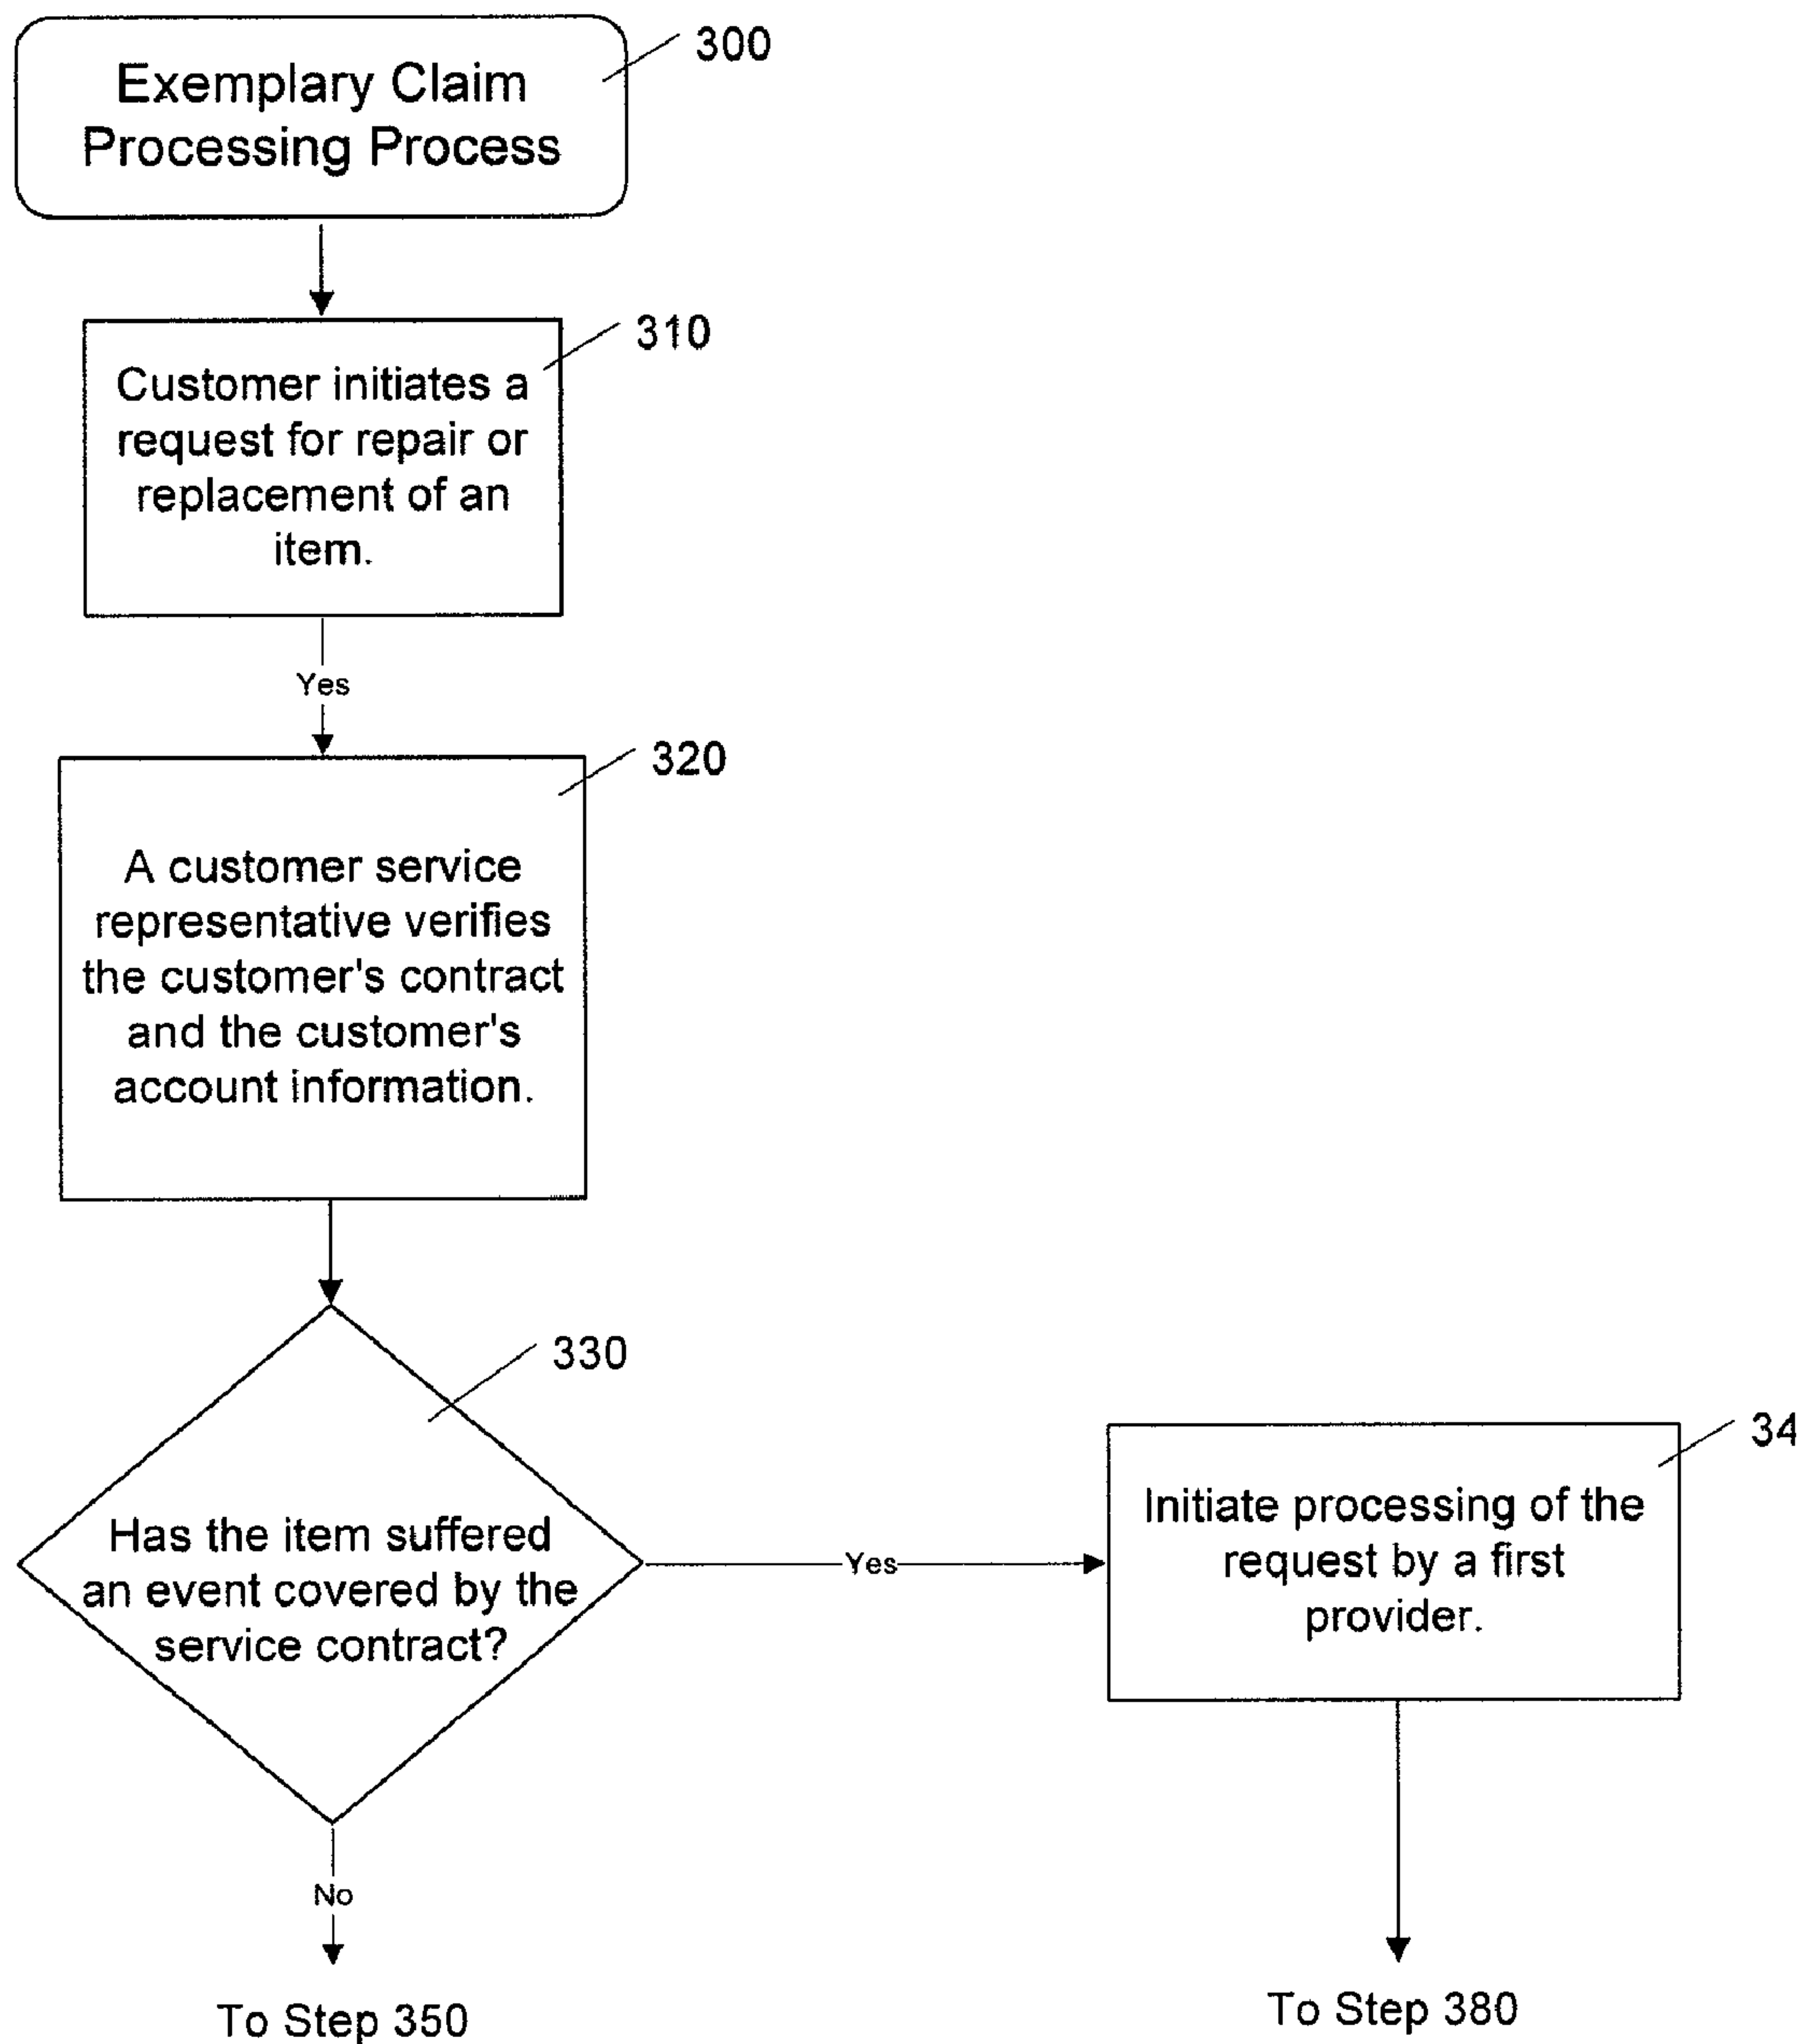 300
Exemplary Claim
Processing Process
310
Customer initiates a
request for repair or
replacement of an
item.
Yes
320
A customer service
representative verifies
the customer's contract
and the customer's
account information.
330
Has the item suffered
an event covered by the
service contract?
Yes
34
Initiate processing of the
request by a first
provider.
No
To Step 350
To Step 380